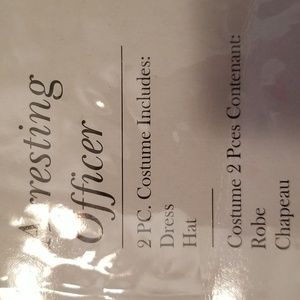 Arresting
Officer
2 PC. Costume Includes:
Dress
Hat
Costume 2 Pces Contenant:
Robe
Chapeau